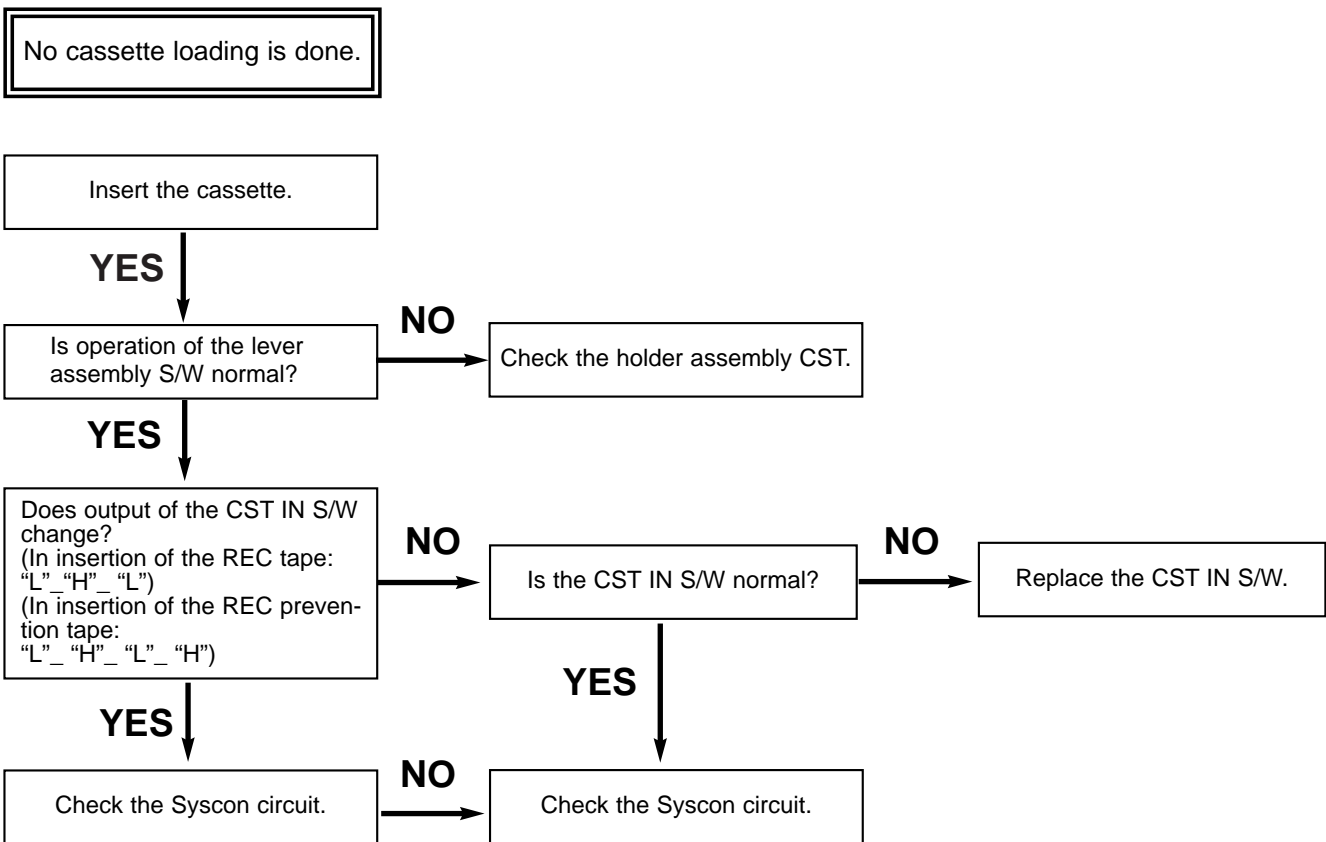 No cassette loading is done.
Insert the cassette.
YES
Is operation of the lever
assembly S/W normal?
NO
Check the holder assembly CST.
YES
Does output of the CST IN S/W
change?
(In insertion of the REC tape:
“L”_“H”_ “L”)
(In insertion of the REC preven-
tion tape:
“L”_ “H”_ “L”_ “H”)
NO
Is the CST IN S/W normal?
NO
Replace the CST IN S/W.
YES
YES
Check the Syscon circuit.
NO
Check the Syscon circuit.